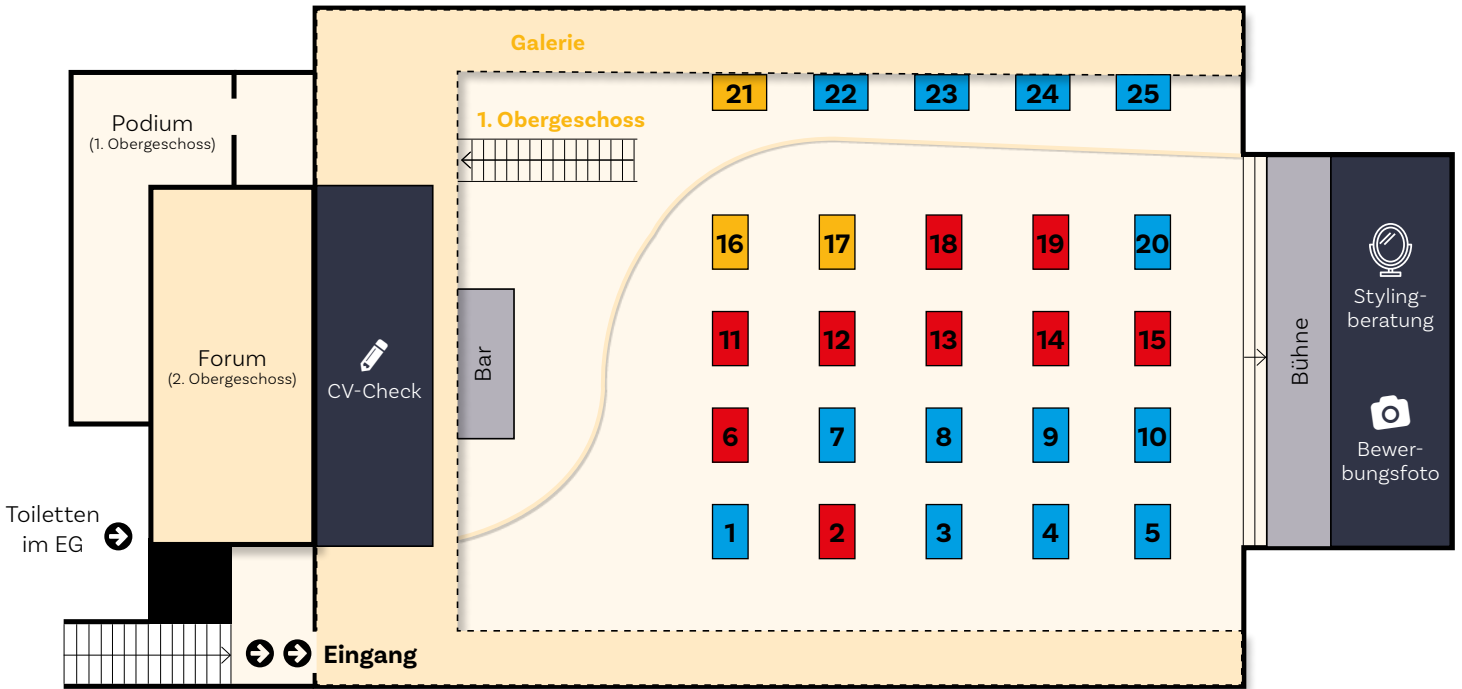 Galerie
21
22
23
24
25
1. Obergeschoss
Podium
(1. Obergeschoss)
16
17
18
19
20
Styling-
beratung
11
12
13
14
15
Bühne
Bar
Forum
(2. Obergeschoss)
CV-Check
6
7
8
9
10
Bewer-
bungsfoto
Toiletten
im EG
1
2
3
4
5
Eingang